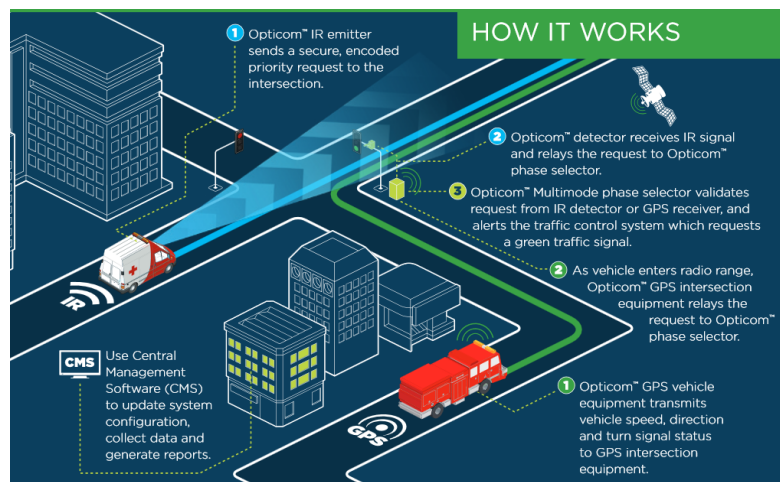 HOW IT WORKS
1 Opticom™ IR emitter
sends a secure, encoded
priority request to the
intersection.
2 Opticom™ detector receives IR signal
and relays the request to Opticom™
phase selector.
3 Opticom™ Multimode phase selector validates
request from IR detector or GPS receiver, and
alerts the traffic control system which requests
a green traffic signal.
2 As vehicle enters radio range,
Opticom™ GPS intersection
equipment relays the
request to Opticom™
phase selector.
1 Opticom™ GPS vehicle
equipment transmits
vehicle speed, direction
and turn signal status
to GPS intersection
equipment.
IR
GPS
CMS
Use Central
Management
Software (CMS)
to update system
configuration,
collect data and
generate reports.